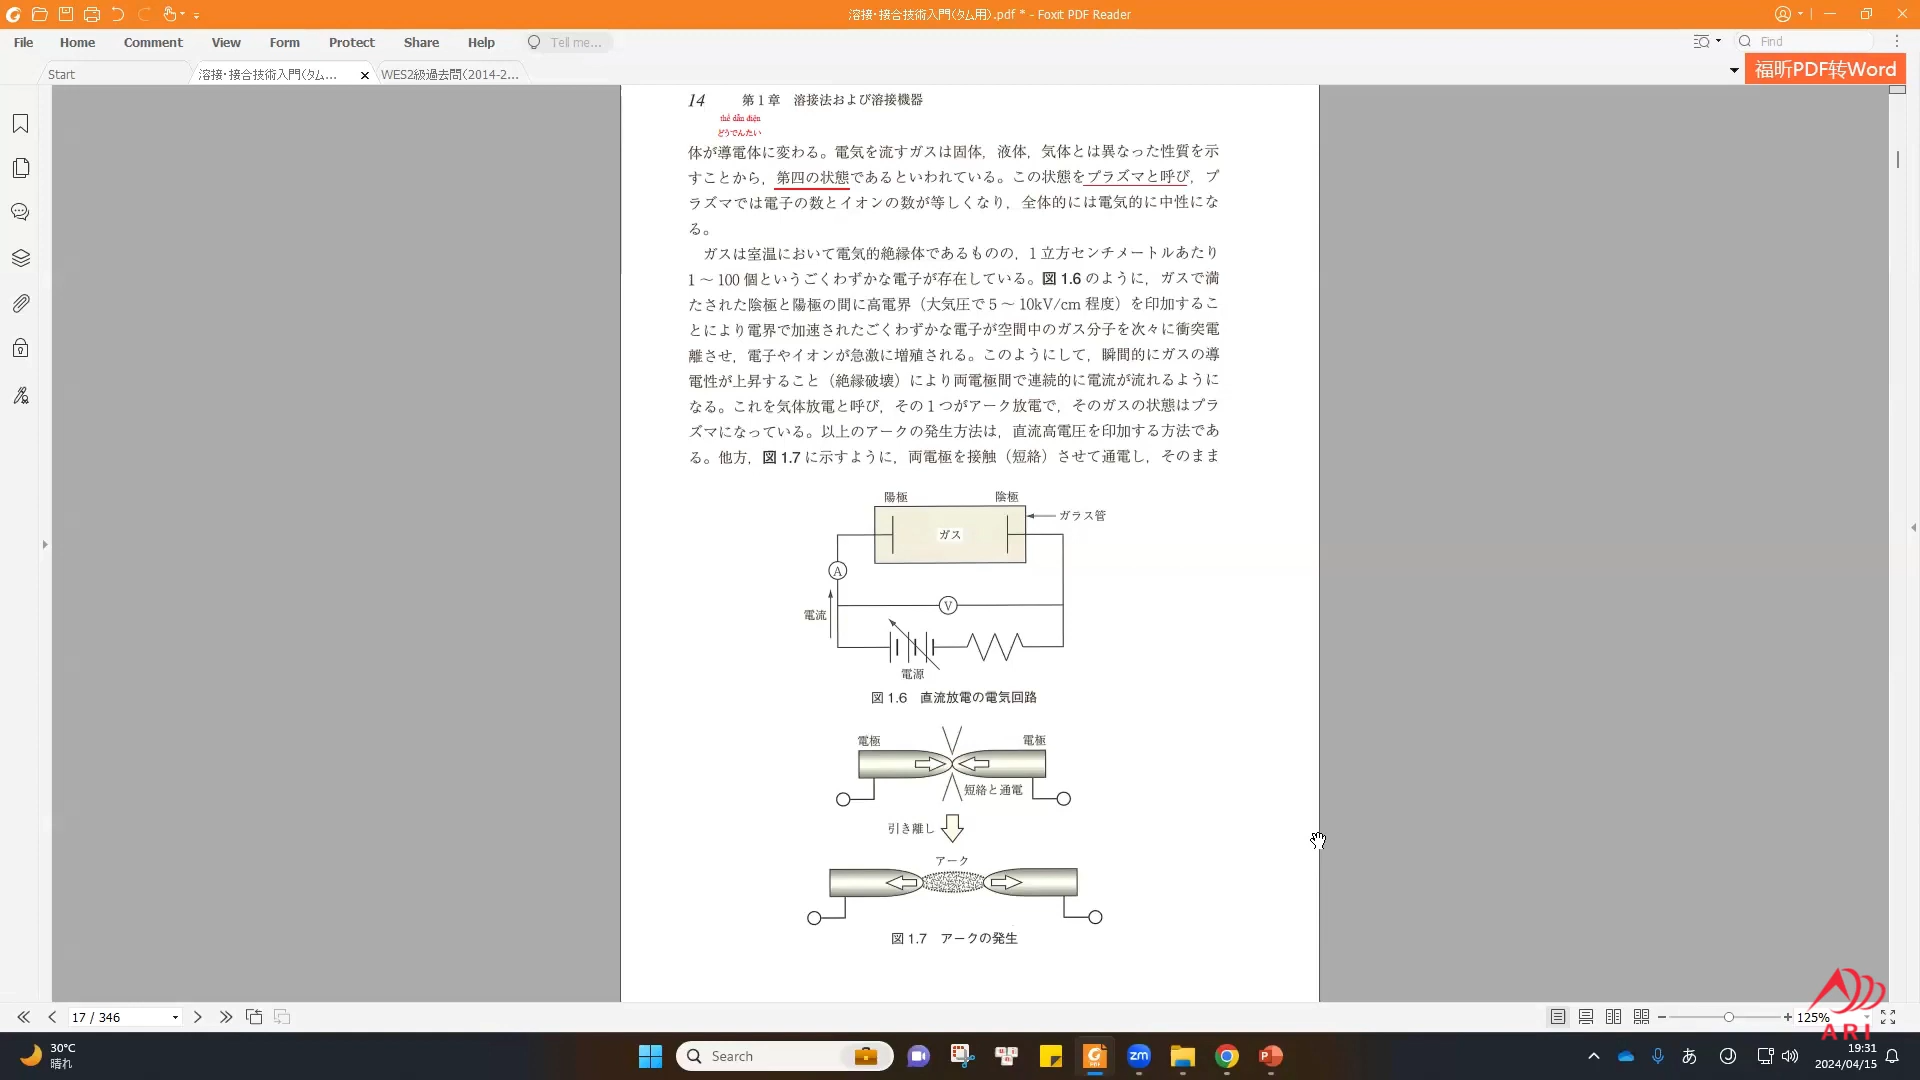 溶接・接合技術入門(タム用).pdf * - Foxit PDF Reader
File Home Comment View Form Protect Share Help Tell me... Find
Start 溶接・接合技術入門(タム... WES2級過去問(2014-2... 福昕PDF转Word
14 第1章 溶接法および溶接機器
thể dẫn điện
どうでんたい
体が導電体に変わる。電気を流すガスは固体,液体,気体とは異なった性質を示
すことから,第四の状態であるといわれている。この状態をプラズマと呼び,プ
ラズマでは電子の数とイオンの数が等しくなり,全体的には電気的に中性にな
る。
ガスは室温において電気的絶縁体であるものの,1立方センチメートルあたり
1~100個というごくわずかな電子が存在している。図1.6のように,ガスで満
たされた陰極と陽極の間に高電界(大気圧で5~10kV/cm程度)を印加するこ
とにより電界で加速されたごくわずかな電子が空間中のガス分子を次々に衝突電
離させ,電子やイオンが急激に増殖される。このようにして,瞬間的にガスの導
電性が上昇すること(絶縁破壊)により両電極間で連続的に電流が流れるように
なる。これを気体放電と呼び,その1つがアーク放電で,そのガスの状態はプラ
ズマになっている。以上のアークの発生方法は,直流高電圧を印加する方法であ
る。他方,図1.7に示すように,両電極を接触(短絡)させて通電し,そのまま
陽極 陰極
ガス ガラス管
A
V
電流
電源
図1.6 直流放電の電気回路
電極 電極
短絡と通電
引き離し
アーク
図1.7 アークの発生
17 / 346 125%
ARI
30°C
晴れ
Search
zm
あ
19:31
2024/04/15